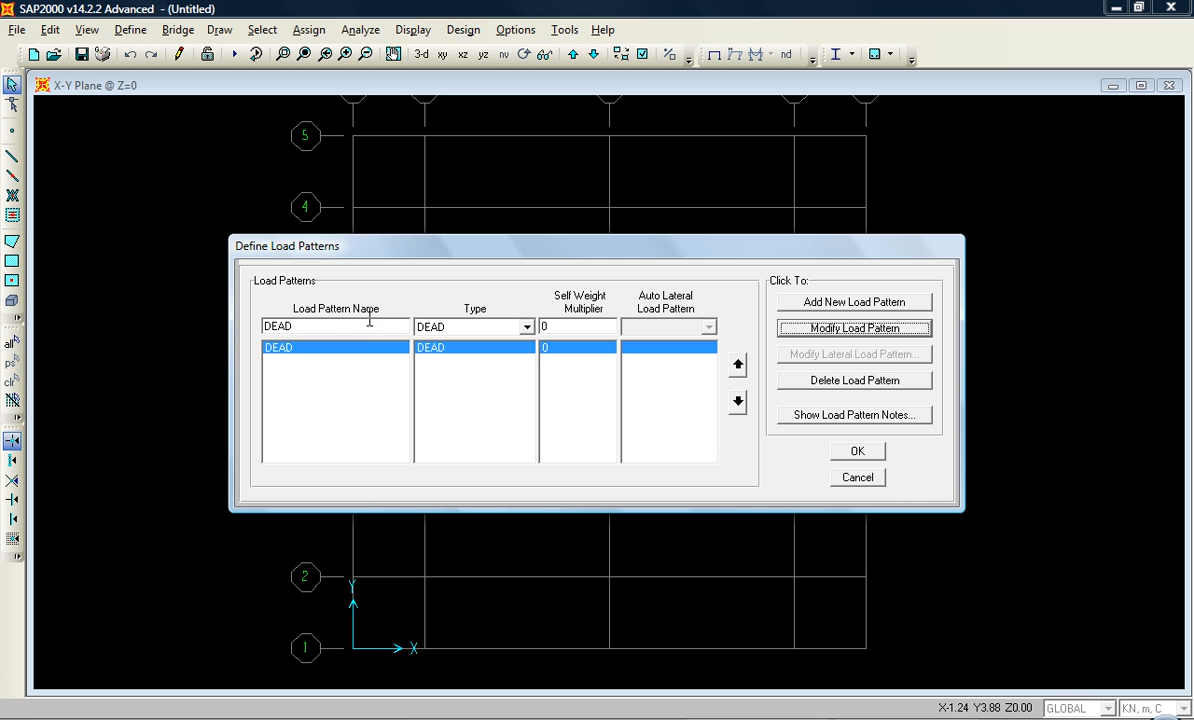 SAP2000 v14.2.2 Advanced - (Untitled)
File Edit View Define Bridge Draw Select Assign Analyze Display Design Options Tools Help
3-d xy xz yz nv nd
X-Y Plane @ Z=0
5
4
Define Load Patterns
Load Patterns
Click To:
Load Pattern Name Type Self Weight Multiplier Auto Lateral Load Pattern
DEAD DEAD 0
DEAD DEAD 0
Add New Load Pattern
Modify Load Pattern
Modify Lateral Load Pattern...
Delete Load Pattern
Show Load Pattern Notes...
OK
Cancel
all
ps
clr
2
Y
1
X
X-1.24 Y3.88 Z0.00 GLOBAL KN, m, C